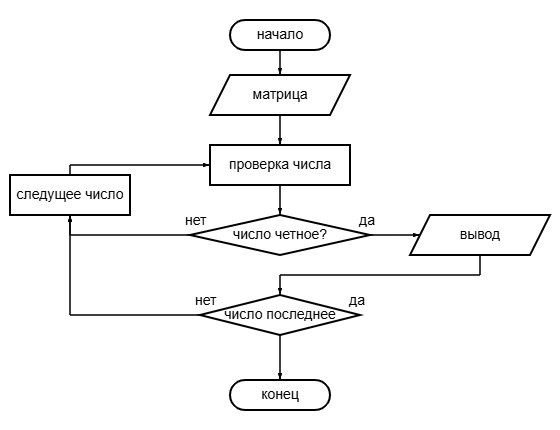 начало
матрица
проверка числа
следущее число
нет
да
число четное?
вывод
нет
да
число последнее
конец